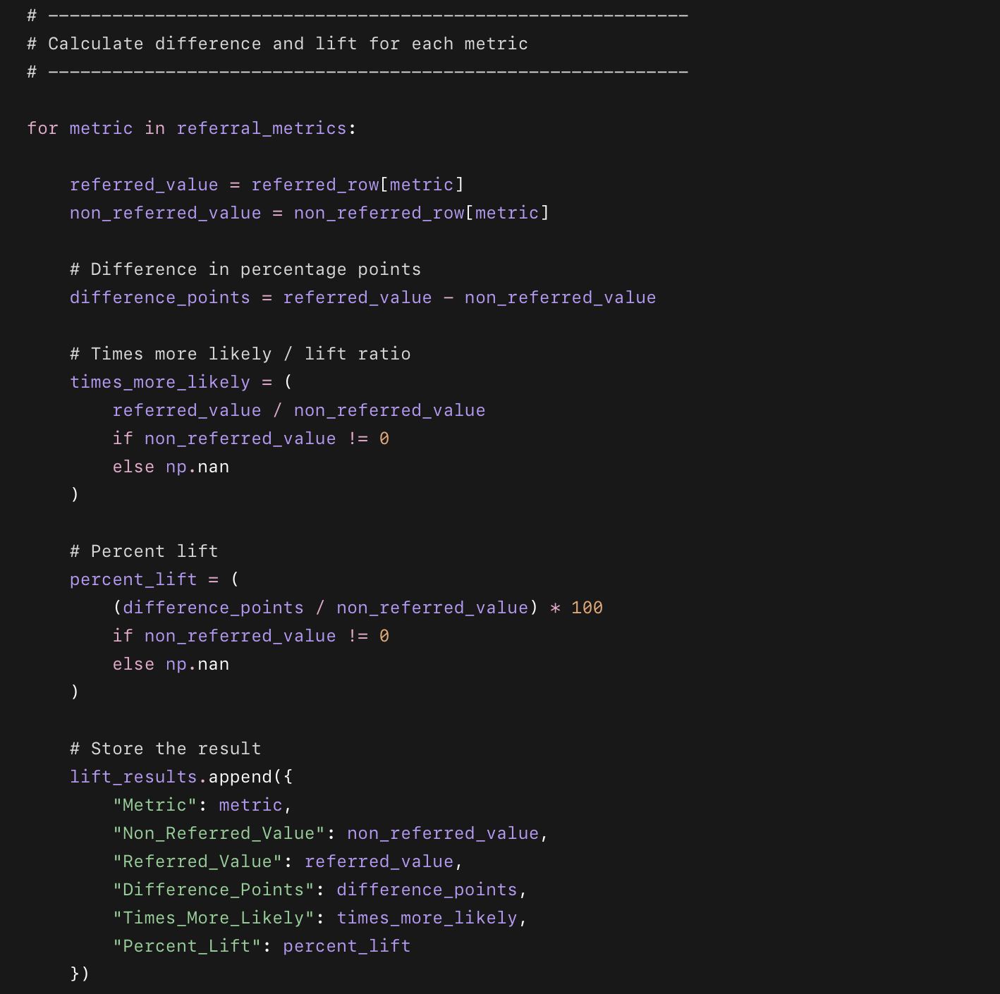 # ------------------------------------------------------------
# Calculate difference and lift for each metric
# ------------------------------------------------------------

for metric in referral_metrics:

    referred_value = referred_row[metric]
    non_referred_value = non_referred_row[metric]

    # Difference in percentage points
    difference_points = referred_value - non_referred_value

    # Times more likely / lift ratio
    times_more_likely = (
        referred_value / non_referred_value
        if non_referred_value != 0
        else np.nan
    )

    # Percent lift
    percent_lift = (
        (difference_points / non_referred_value) * 100
        if non_referred_value != 0
        else np.nan
    )

    # Store the result
    lift_results.append({
        "Metric": metric,
        "Non_Referred_Value": non_referred_value,
        "Referred_Value": referred_value,
        "Difference_Points": difference_points,
        "Times_More_Likely": times_more_likely,
        "Percent_Lift": percent_lift
    })